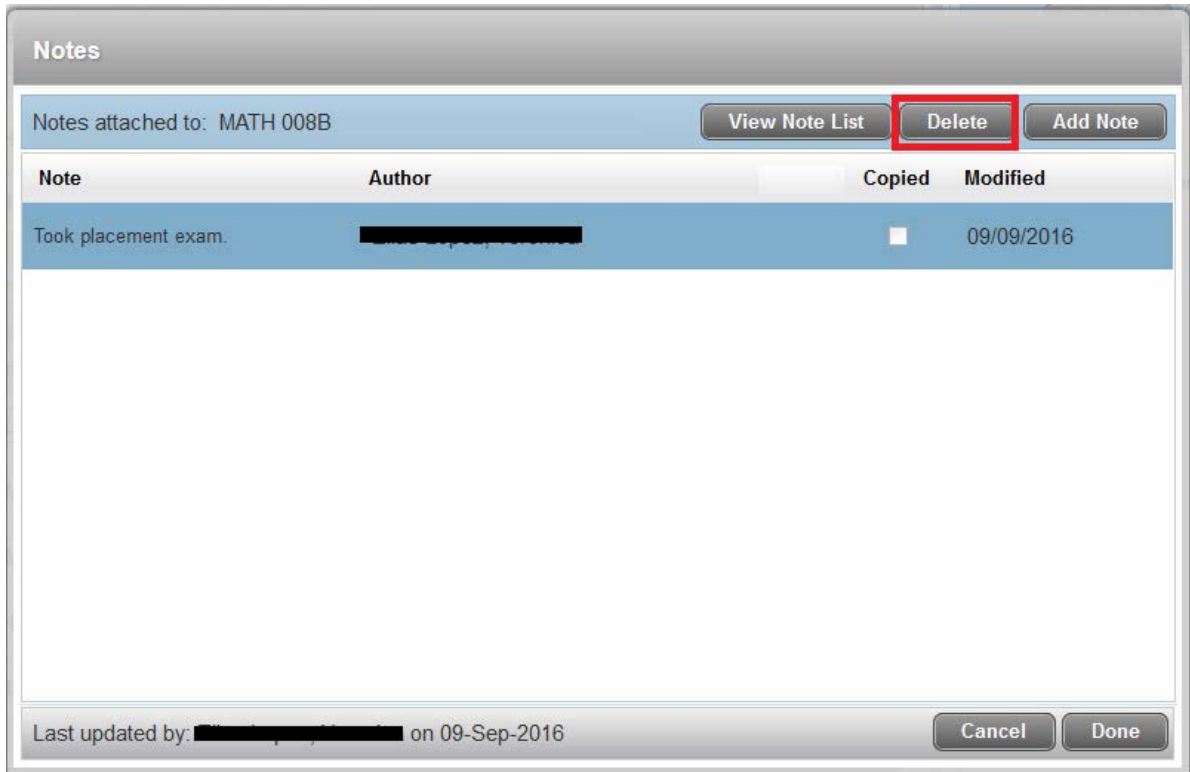 Notes
Notes attached to: MATH 008B View Note List Delete Add Note
Note Author Copied Modified
Took placement exam. 09/09/2016
Last updated by: on 09-Sep-2016 Cancel Done